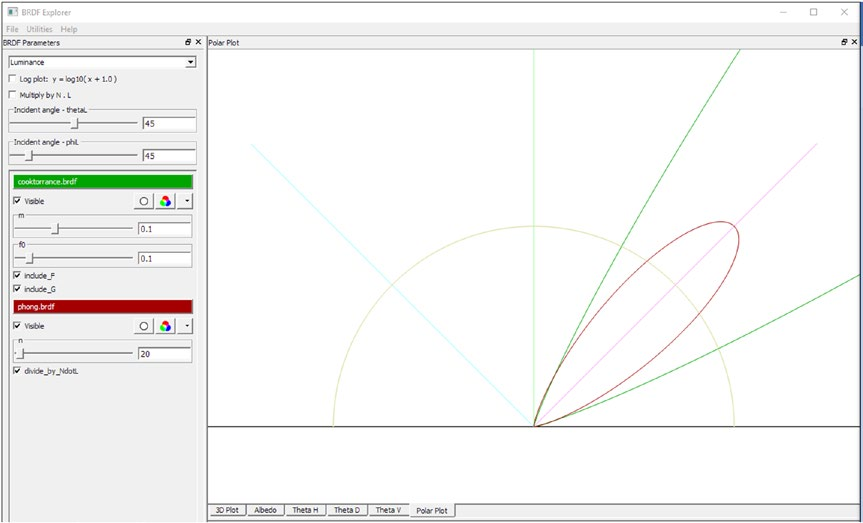 BRDF Explorer
File Utilities Help
BRDF Parameters
Polar Plot
Luminance
Log plot: y = log10( x + 1.0 )
Multiply by N . L
Incident angle - thetaL
45
Incident angle - phiL
45
cooktorrance.brdf
Visible
m
0.1
f0
0.1
include_F
include_G
phong.brdf
Visible
n
20
divide_by_NdotL
3D Plot Albedo Theta H Theta D Theta V Polar Plot